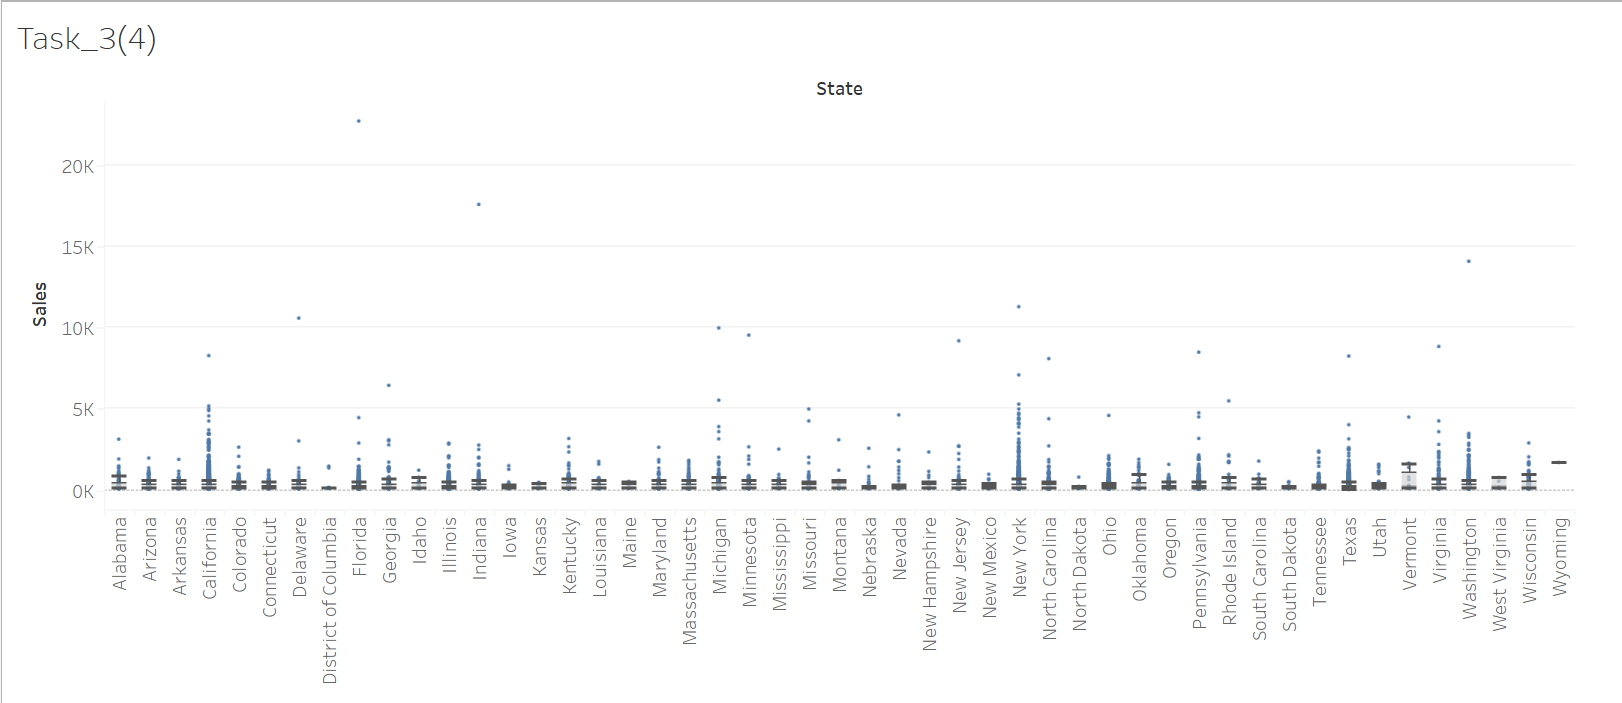 Task_3(4)
State
Sales
20K
15K
10K
5K
0K
Alabama
Arizona
Arkansas
California
Colorado
Connecticut
Delaware
District of Columbia
Florida
Georgia
Idaho
Illinois
Indiana
Iowa
Kansas
Kentucky
Louisiana
Maine
Maryland
Massachusetts
Michigan
Minnesota
Mississippi
Missouri
Montana
Nebraska
Nevada
New Hampshire
New Jersey
New Mexico
New York
North Carolina
North Dakota
Ohio
Oklahoma
Oregon
Pennsylvania
Rhode Island
South Carolina
South Dakota
Tennessee
Texas
Utah
Vermont
Virginia
Washington
West Virginia
Wisconsin
Wyoming